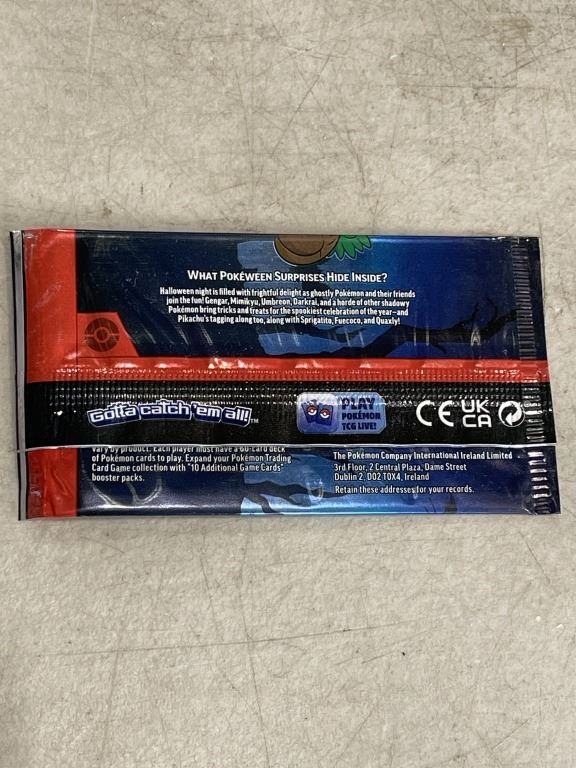 WHAT POKÉWEEN SURPRISES HIDE INSIDE?
Halloween night is filled with frightful delight as ghostly Pokémon and their friends
join the fun! Gengar, Mimikyu, Umbreon, Darkrai, and a horde of other shadowy
Pokémon bring tricks and treats for the spookiest celebration of the year—and
Pikachu's tagging along too, along with Sprigatito, Fuecoco, and Quaxly!
Gotta catch 'em all!™
PLAY
POKÉMON
TCG LIVE!
CE UK
CA
vary by product. Each player must have a 60-card deck
of Pokémon cards to play. Expand your Pokémon Trading
Card Game collection with "10 Additional Game Cards"
booster packs.
The Pokémon Company International Ireland Limited
3rd Floor, 2 Central Plaza, Dame Street
Dublin 2, D02 T0X4, Ireland
Retain these addresses for your records.